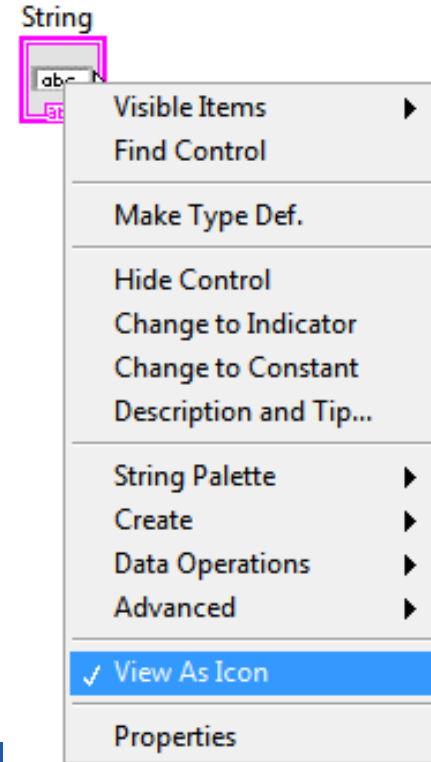 String
abc
Visible Items
Find Control
Make Type Def.
Hide Control
Change to Indicator
Change to Constant
Description and Tip...
String Palette
Create
Data Operations
Advanced
View As Icon
Properties